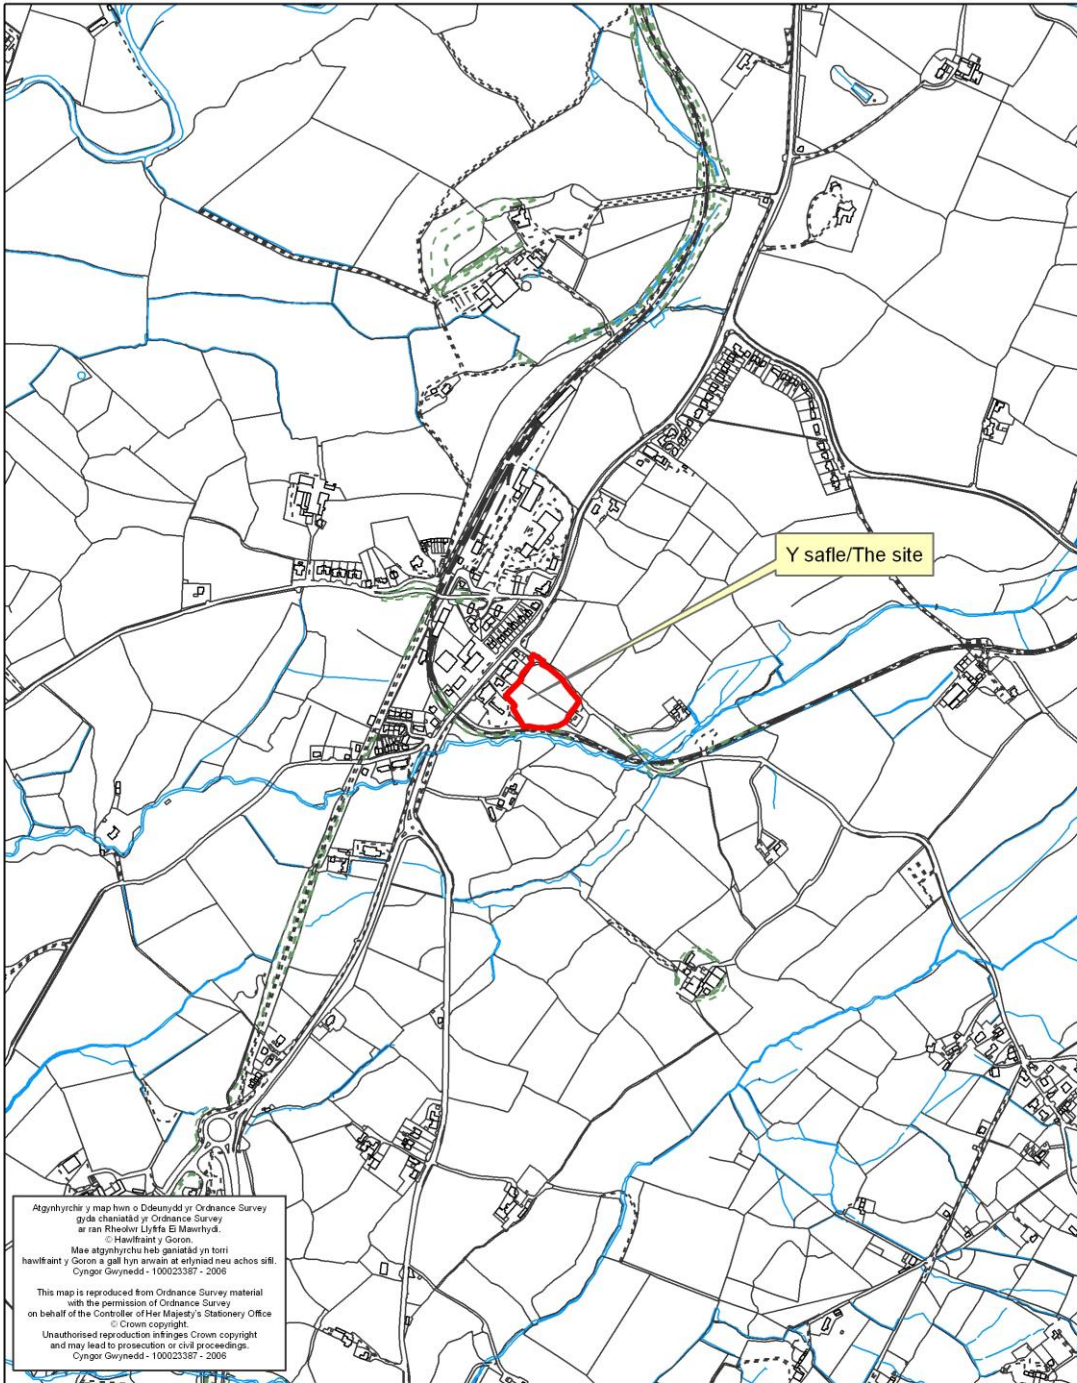 Y safle/The site
Atgynhyrchir y map hwn o Ddeunydd yr Ordnance Survey
gyda chaniatâd yr Ordnance Survey
ar ran Rheolwr Llyfrfa Ei Mawrhydi.
© Hawlfraint y Goron.
Mae atgynhyrchu heb ganiatâd yn torri
hawlfraint y Goron a gall hyn arwain at erlyniad neu achos sifil.
Cyngor Gwynedd - 100023387 - 2006
This map is reproduced from Ordnance Survey material
with the permission of Ordnance Survey
on behalf of the Controller of Her Majesty's Stationery Office
© Crown copyright.
Unauthorised reproduction infringes Crown copyright
and may lead to prosecution or civil proceedings.
Cyngor Gwynedd - 100023387 - 2006